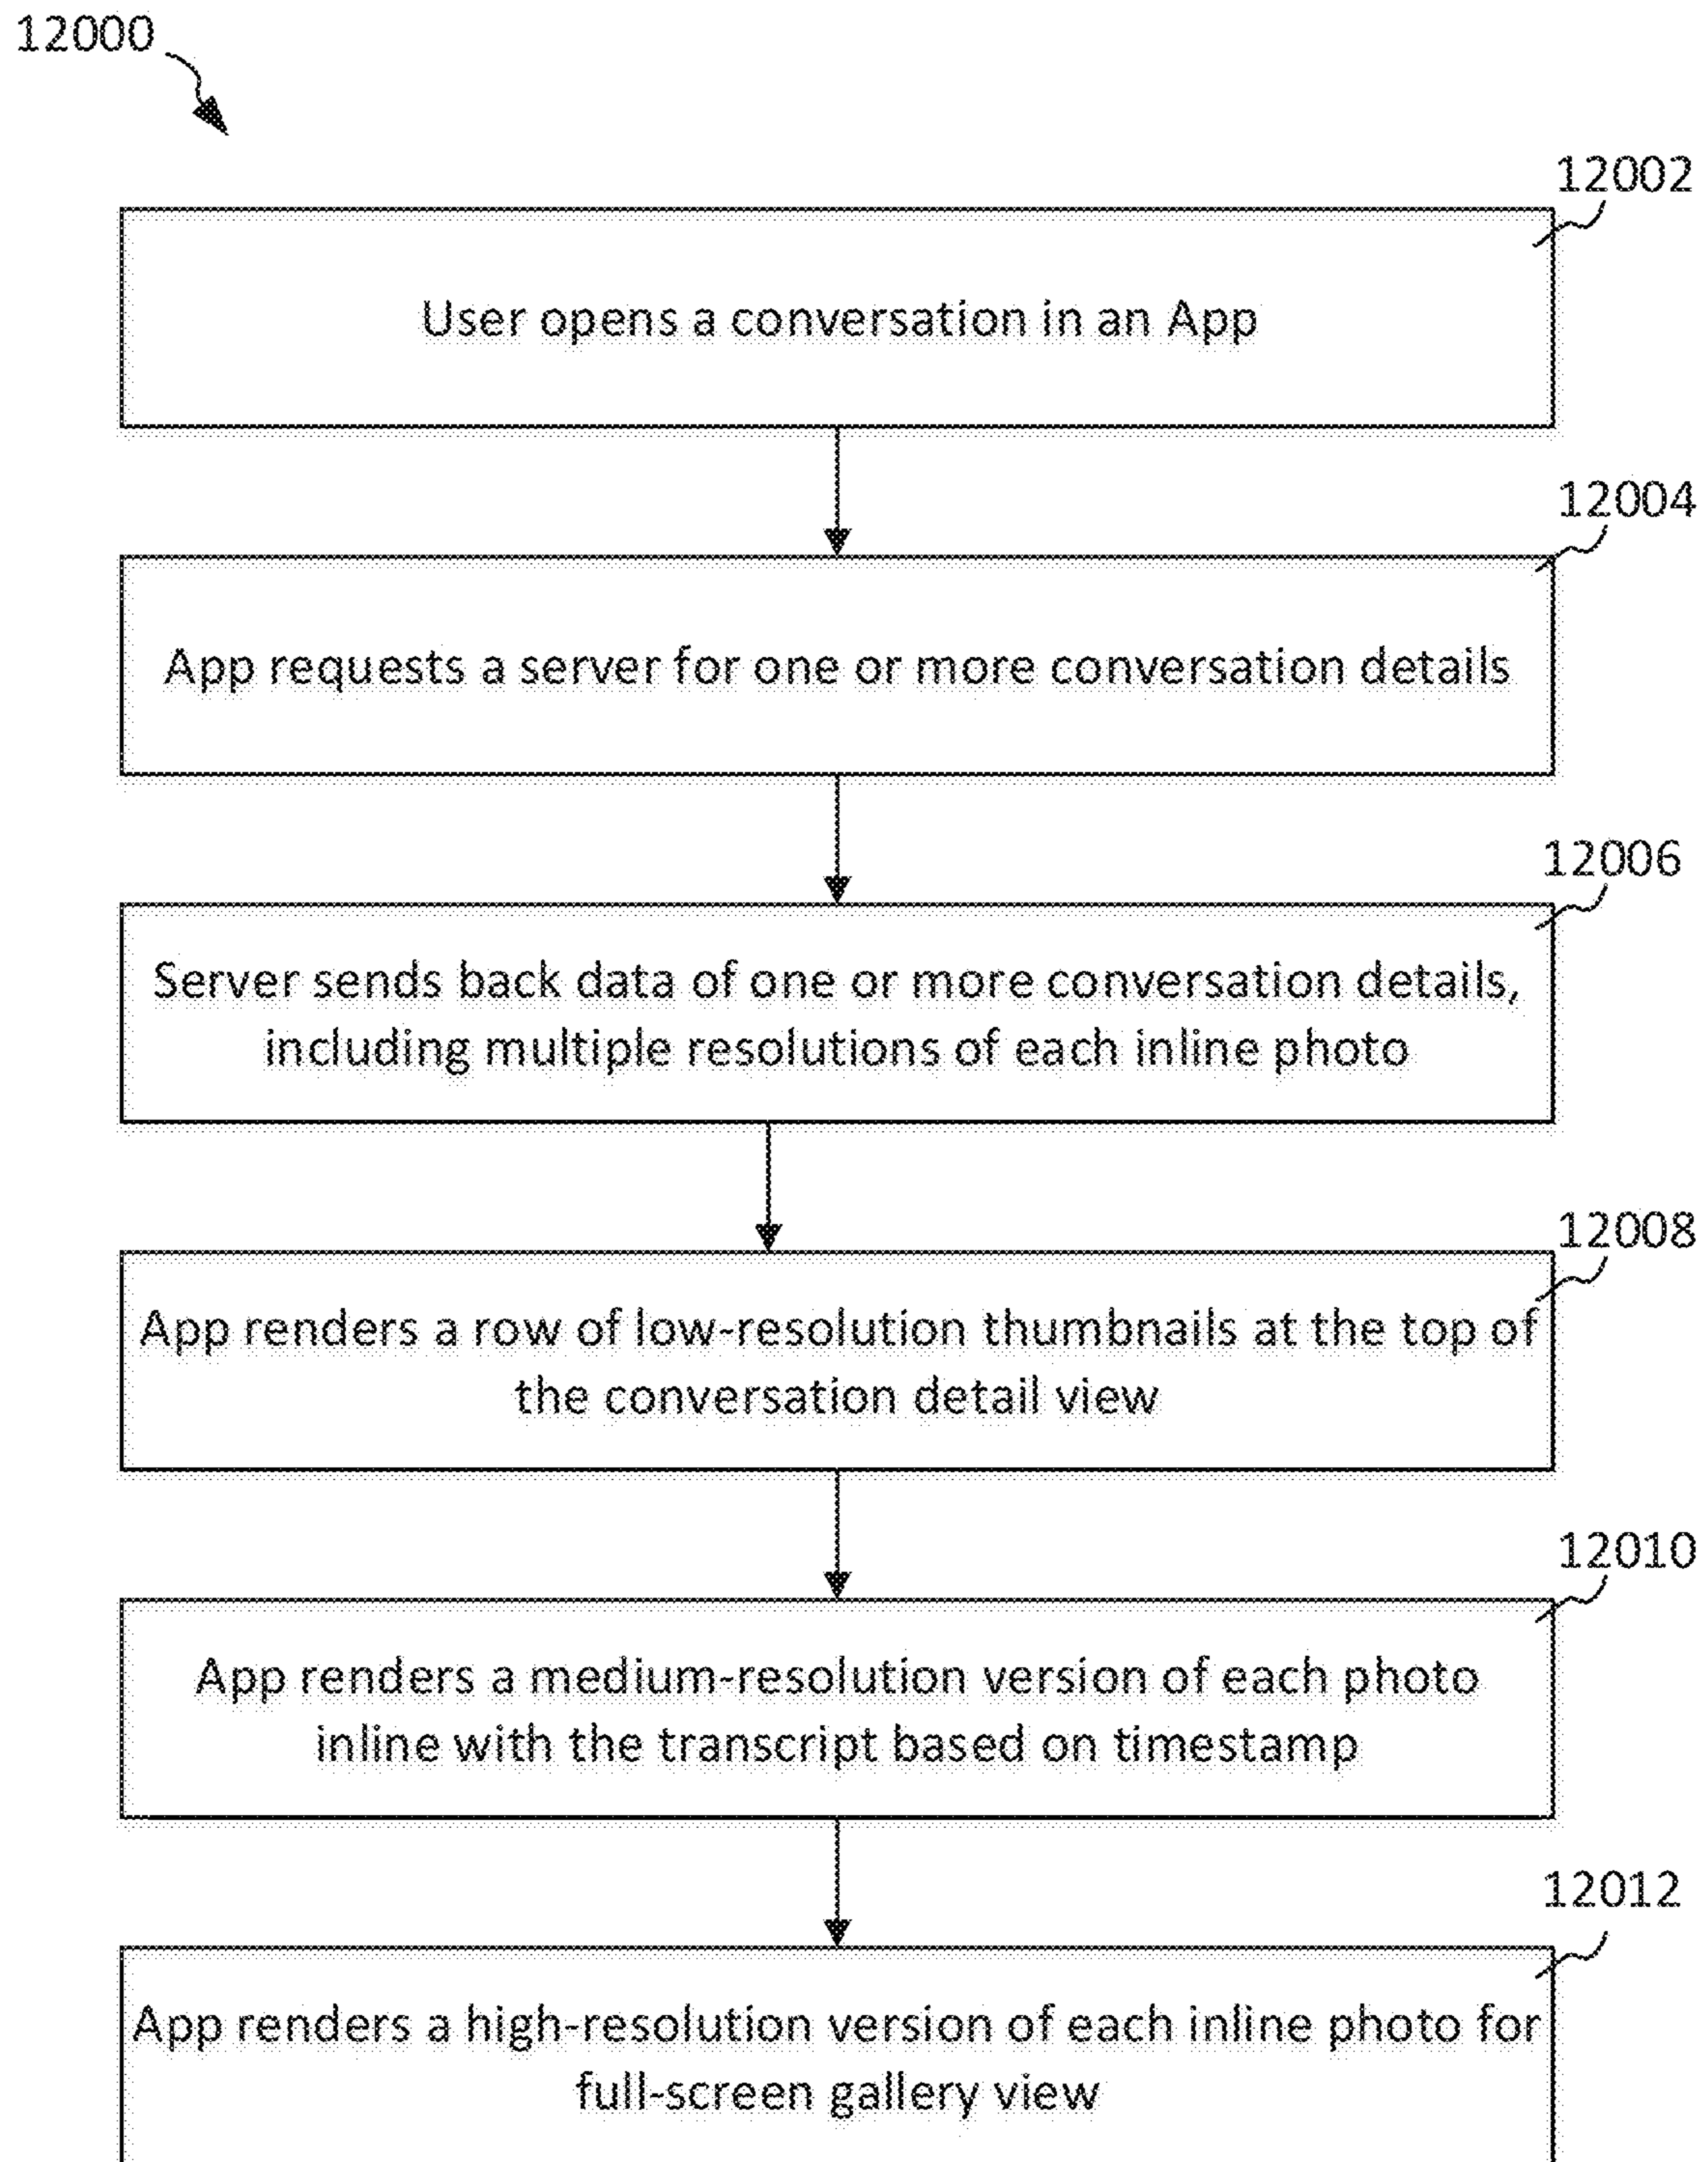 12000
12002
User opens a conversation in an App
12004
App requests a server for one or more conversation details
12006
Server sends back data of one or more conversation details,
including multiple resolutions of each inline photo
12008
App renders a row of low-resolution thumbnails at the top of
the conversation detail view
12010
App renders a medium-resolution version of each photo
inline with the transcript based on timestamp
12012
App renders a high-resolution version of each inline photo for
full-screen gallery view